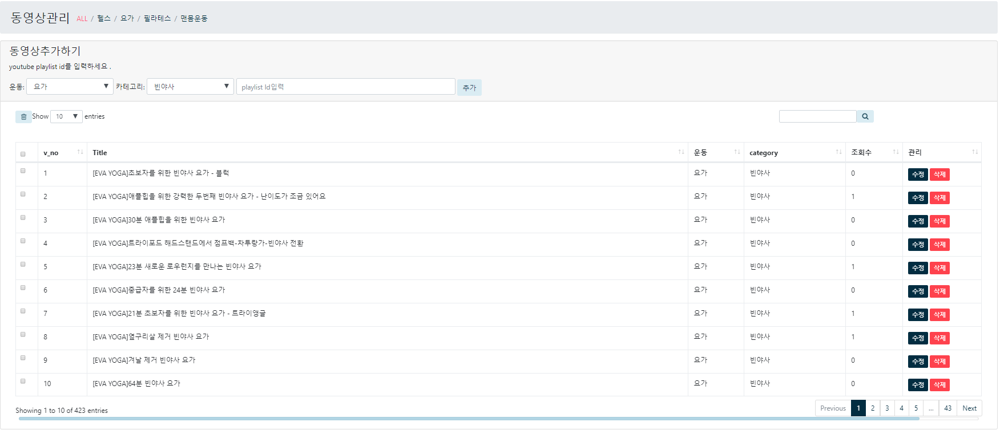 동영상관리 ALL / 헬스 / 요가 / 필라테스 / 맨몸운동
동영상추가하기
youtube playlist id를 입력하세요 .
운동: 요가 ▼ 카테고리: 빈야사 ▼ playlist Id입력 추가
Show 10 ▼ entries
v_no Title 운동 category 조회수 관리
1 [EVA YOGA]초보자를 위한 빈야사 요가 - 블럭 요가 빈야사 0 수정 삭제
2 [EVA YOGA]애플힙을 위한 강력한 두번째 빈야사 요가 - 난이도가 조금 있어요 요가 빈야사 1 수정 삭제
3 [EVA YOGA]30분 애플힙을 위한 빈야사 요가 요가 빈야사 0 수정 삭제
4 [EVA YOGA]트라이포드 해드스탠드에서 점프백-차투랑가-빈야사 전환 요가 빈야사 0 수정 삭제
5 [EVA YOGA]23분 새로운 로우런지를 만나는 빈야사 요가 요가 빈야사 1 수정 삭제
6 [EVA YOGA]중급자를 위한 24분 빈야사 요가 요가 빈야사 0 수정 삭제
7 [EVA YOGA]21분 초보자를 위한 빈야사 요가 - 트라이앵글 요가 빈야사 1 수정 삭제
8 [EVA YOGA]옆구리살 제거 빈야사 요가 요가 빈야사 1 수정 삭제
9 [EVA YOGA]겨날 제거 빈야사 요가 요가 빈야사 0 수정 삭제
10 [EVA YOGA]64분 빈야사 요가 요가 빈야사 0 수정 삭제
Showing 1 to 10 of 423 entries
Previous 1 2 3 4 5 ... 43 Next